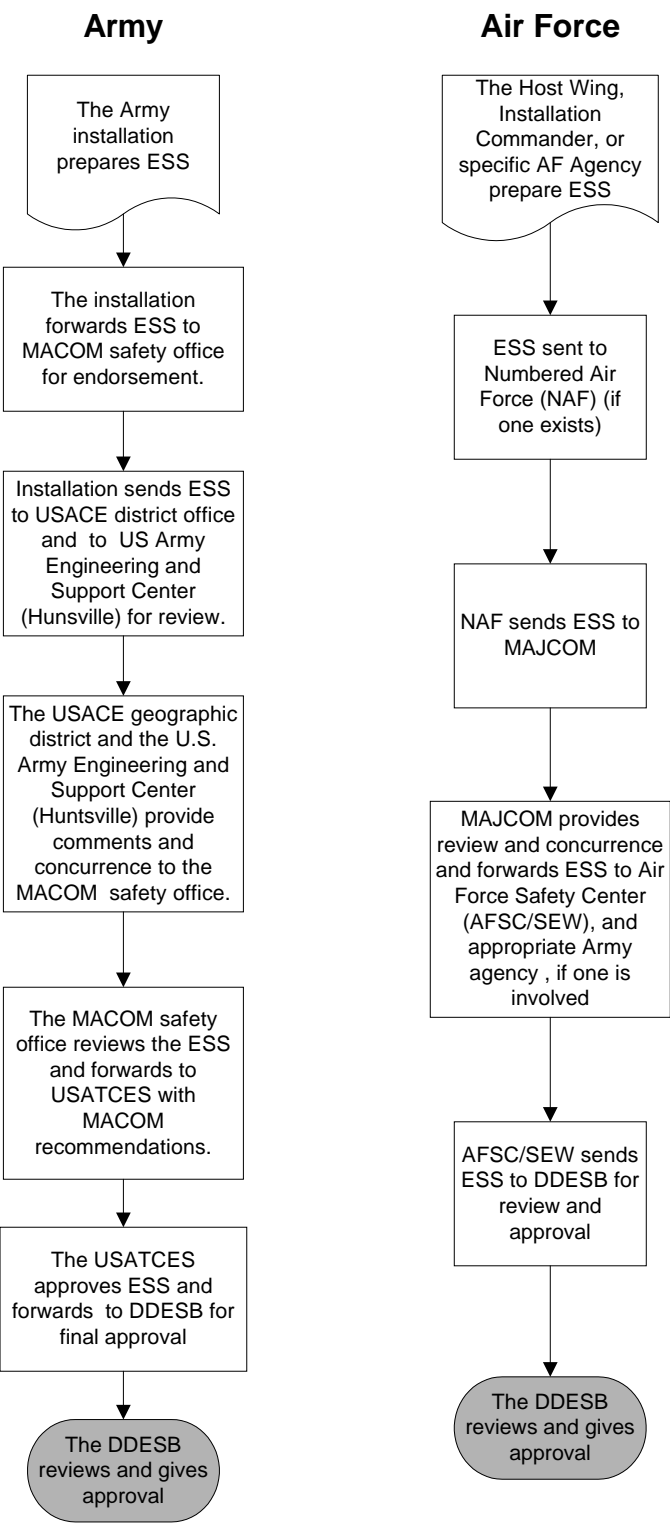 Army
The Army
installation
prepares ESS
The installation
forwards ESS to
MACOM safety office
for endorsement.
Installation sends ESS
to USACE district office
and to US Army
Engineering and
Support Center
(Hunsville) for review.
The USACE geographic
district and the U.S.
Army Engineering and
Support Center
(Huntsville) provide
comments and
concurrence to the
MACOM safety office.
The MACOM safety
office reviews the ESS
and forwards to
USATCES with
MACOM
recommendations.
The USATCES
approves ESS and
forwards to DDESB for
final approval
The DDESB
reviews and gives
approval
Air Force
The Host Wing,
Installation
Commander, or
specific AF Agency
prepare ESS
ESS sent to
Numbered Air
Force (NAF) (if
one exists)
NAF sends ESS to
MAJCOM
MAJCOM provides
review and concurrence
and forwards ESS to Air
Force Safety Center
(AFSC/SEW), and
appropriate Army
agency , if one is
involved
AFSC/SEW sends
ESS to DDESB for
review and
approval
The DDESB
reviews and gives
approval